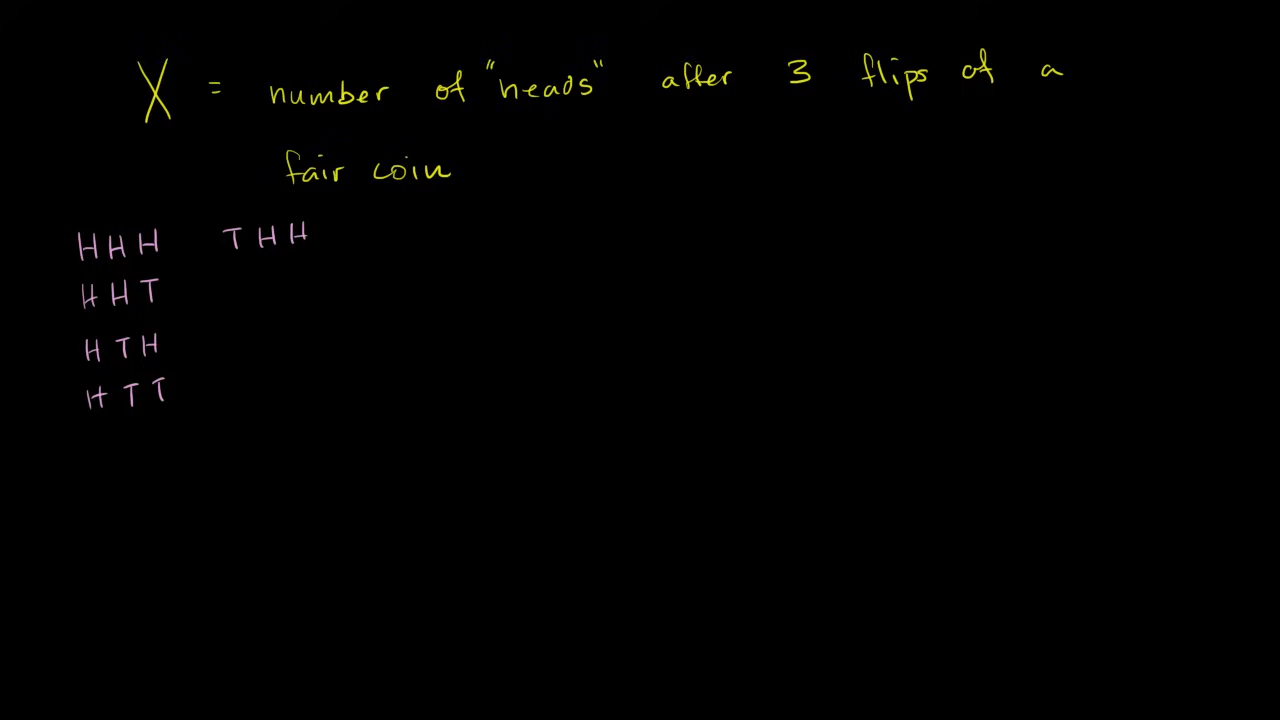 X = number of "heads" after 3 flips of a
fair coin
HHH THH
HHT
HTH
HTT